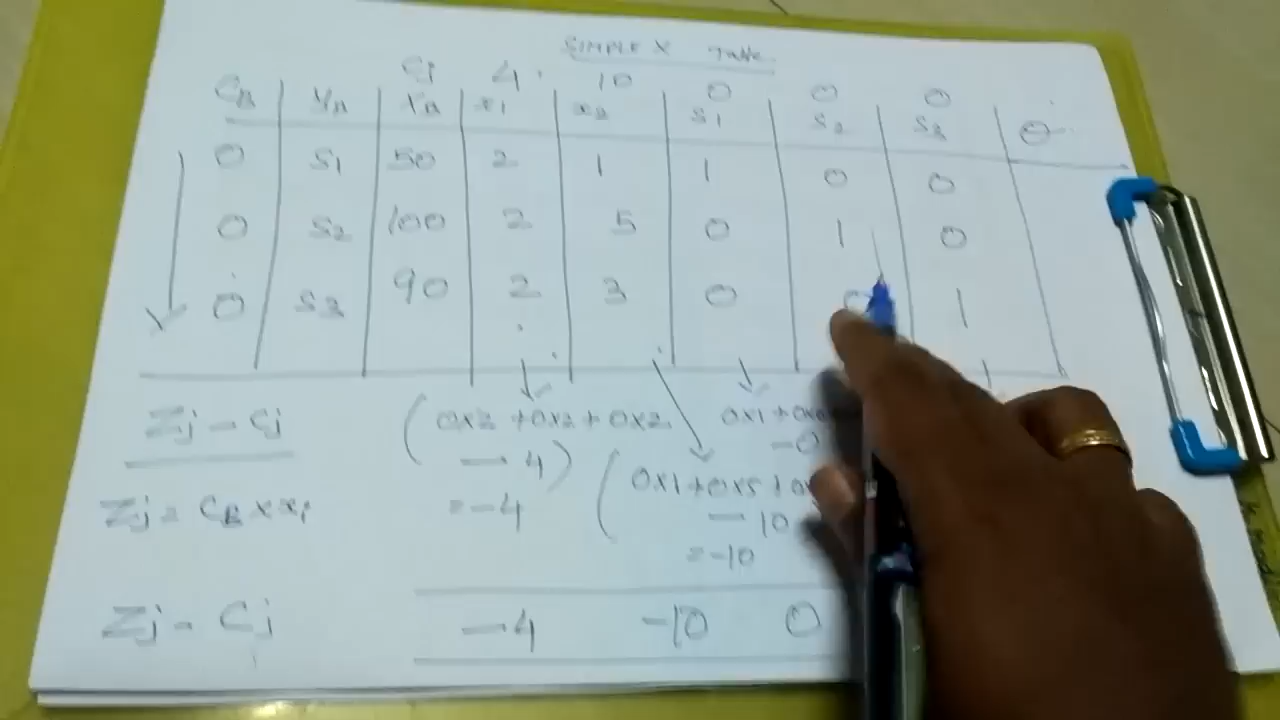 SIMPLEX Table
Cj 4 10 0 0 0
CB YB XB x1 x2 S1 S2 S3 θ
0 S1 50 2 1 1 0 0
0 S2 100 2 5 0 1 0
0 S3 90 2 3 0 0 1
Zj - Cj (0x2 +0x2 + 0x2 0x1+0x
- 4) -0
Zj = CB x xi = -4 (0x1+0x5+0x
- 10
= -10
Zj - Cj -4 -10 0